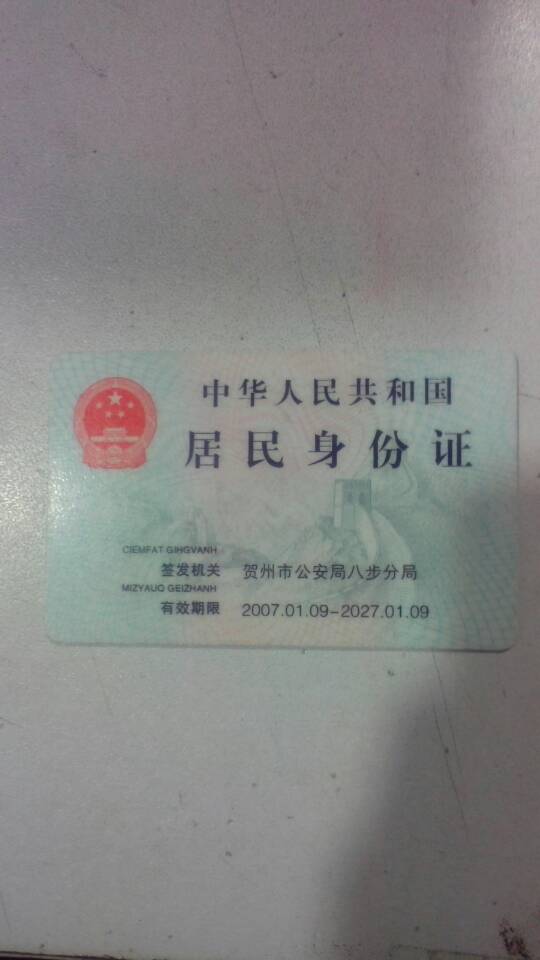 中华人民共和国
居民身份证
CIEMFAT GIHGVANH
签发机关 贺州市公安局八步分局
MIZYAUQ GEIZHANH
有效期限 2007.01.09-2027.01.09